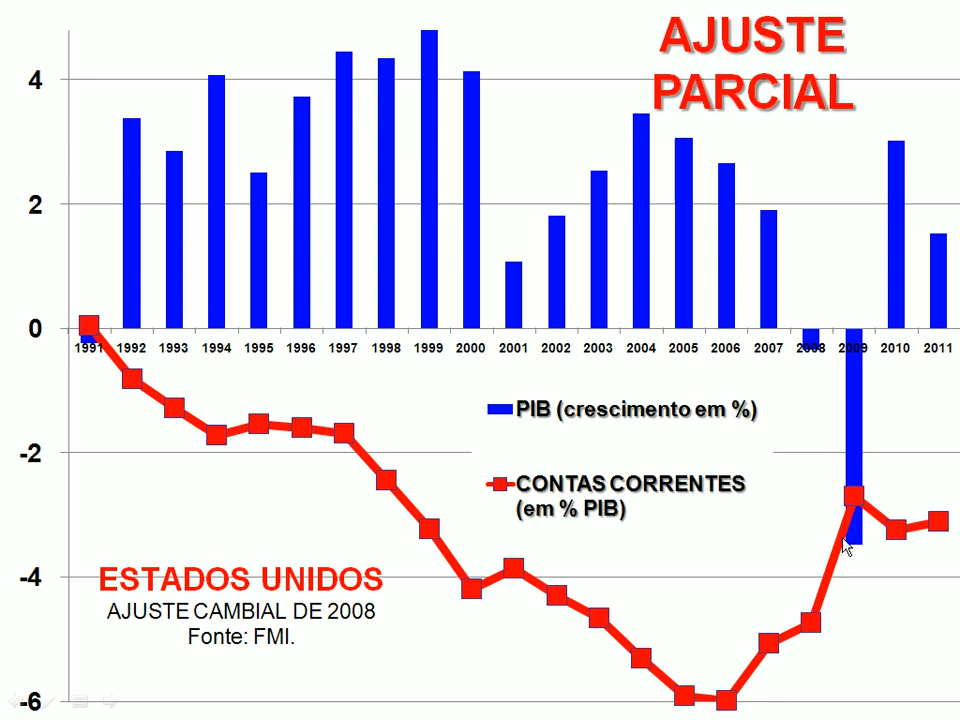 AJUSTE
PARCIAL
4
2
0
-2
-4
-6
1991 1992 1993 1994 1995 1996 1997 1998 1999 2000 2001 2002 2003 2004 2005 2006 2007 2008 2009 2010 2011
PIB (crescimento em %)
CONTAS CORRENTES
(em % PIB)
ESTADOS UNIDOS
AJUSTE CAMBIAL DE 2008
Fonte: FMI.